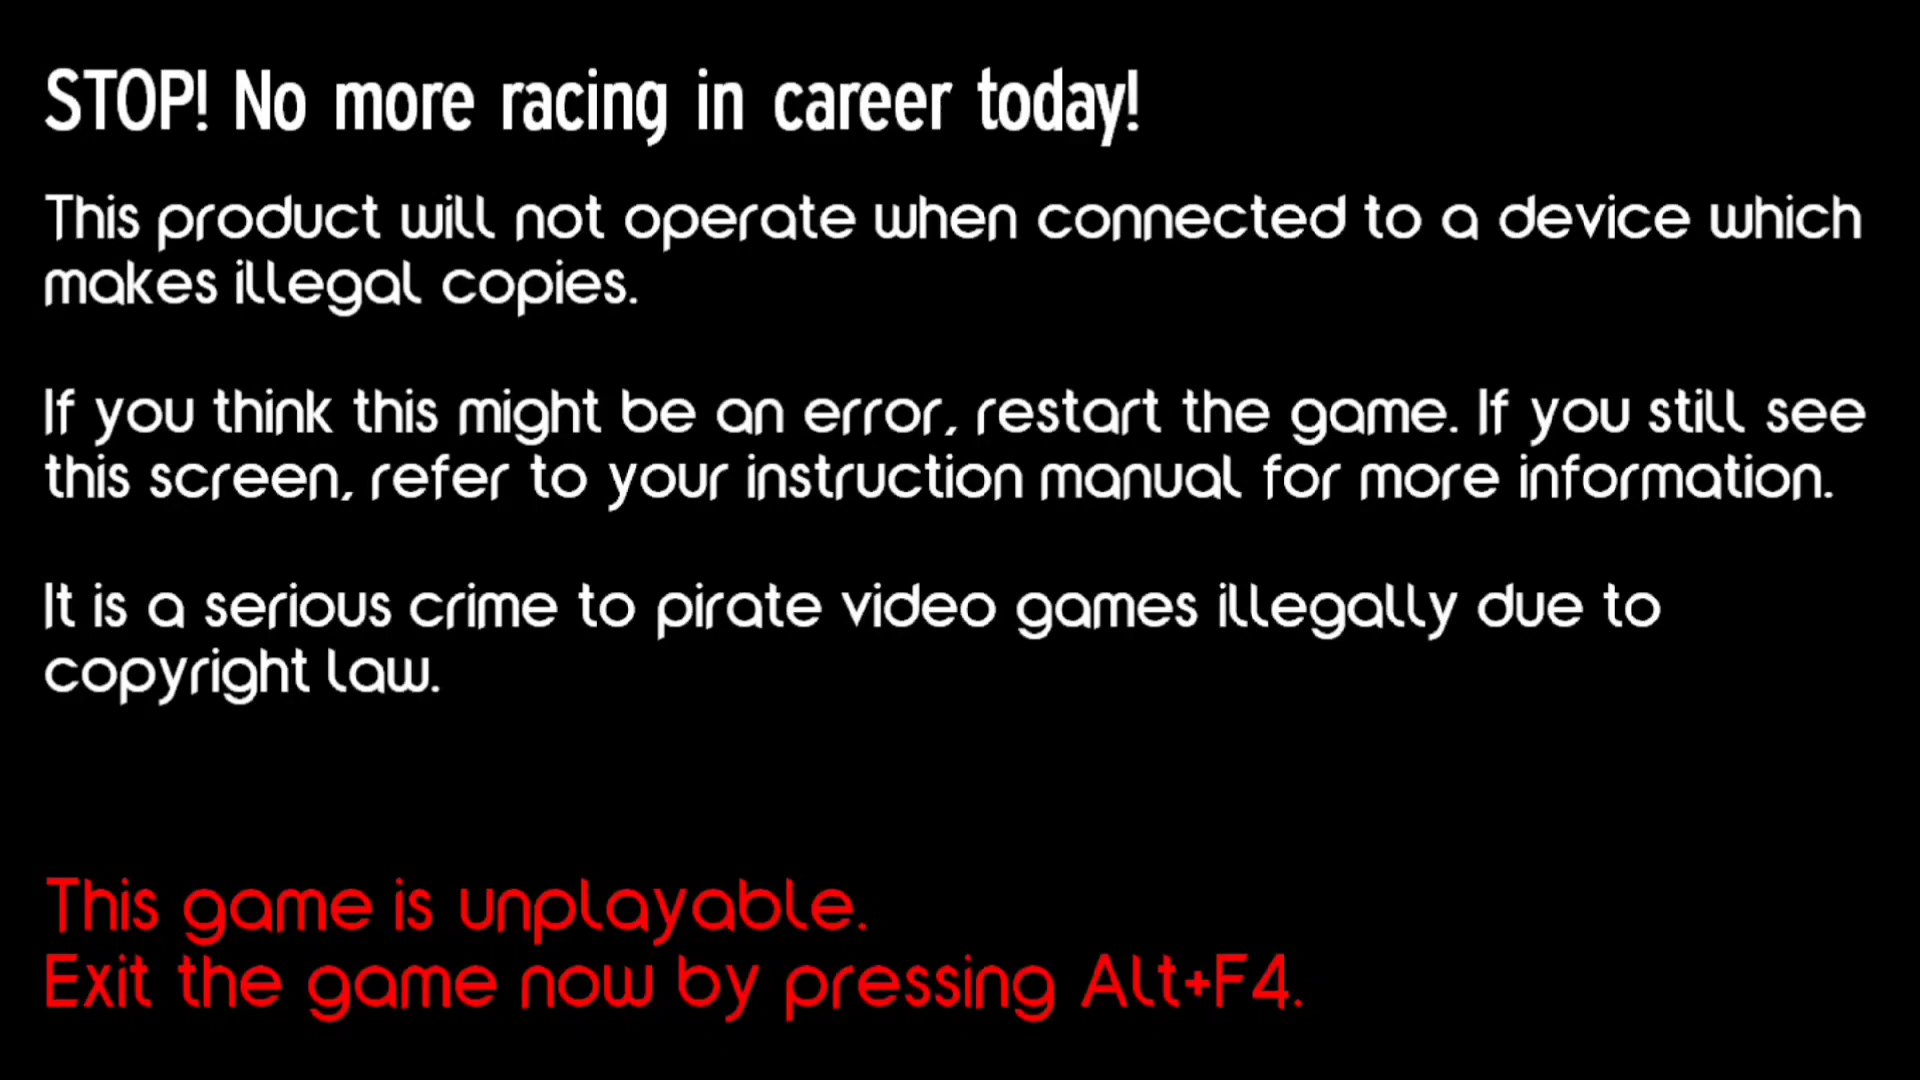 STOP! No more racing in career today!
This product will not operate when connected to a device which
makes illegal copies.
If you think this might be an error, restart the game. If you still see
this screen, refer to your instruction manual for more information.
It is a serious crime to pirate video games illegally due to
copyright law.
This game is unplayable.
Exit the game now by pressing Alt+F4.